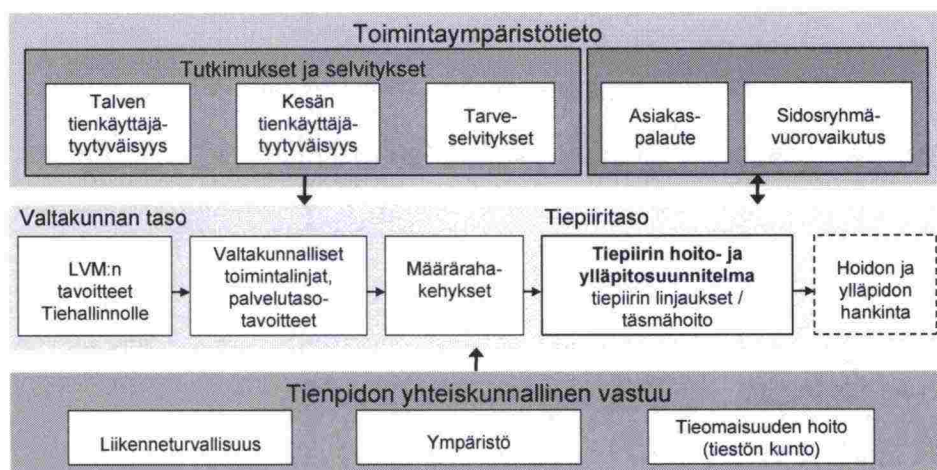 Toimintaympäristötieto
Tutkimukset ja selvitykset
Talven
tienkäyttäjä-
tyytyväisyys
Kesän
tienkäyttäjä-
tyytyväisyys
Tarve-
selvitykset
Asiakas-
palaute
Sidosryhmä-
vuorovaikutus
Valtakunnan taso
Tiepiiritaso
LVM:n
tavoitteet
Tiehallinnolle
Valtakunnalliset
toimintalinjat,
palvelutaso-
tavoitteet
Määräraha-
kehykset
Tiepiirin hoito- ja
ylläpitosuunnitelma
tiepiirin linjaukset /
täsmähoito
Hoidon ja
ylläpidon
hankinta
Tienpidon yhteiskunnallinen vastuu
Liikenneturvallisuus
Ympäristö
Tieomaisuuden hoito
(tiestön kunto)